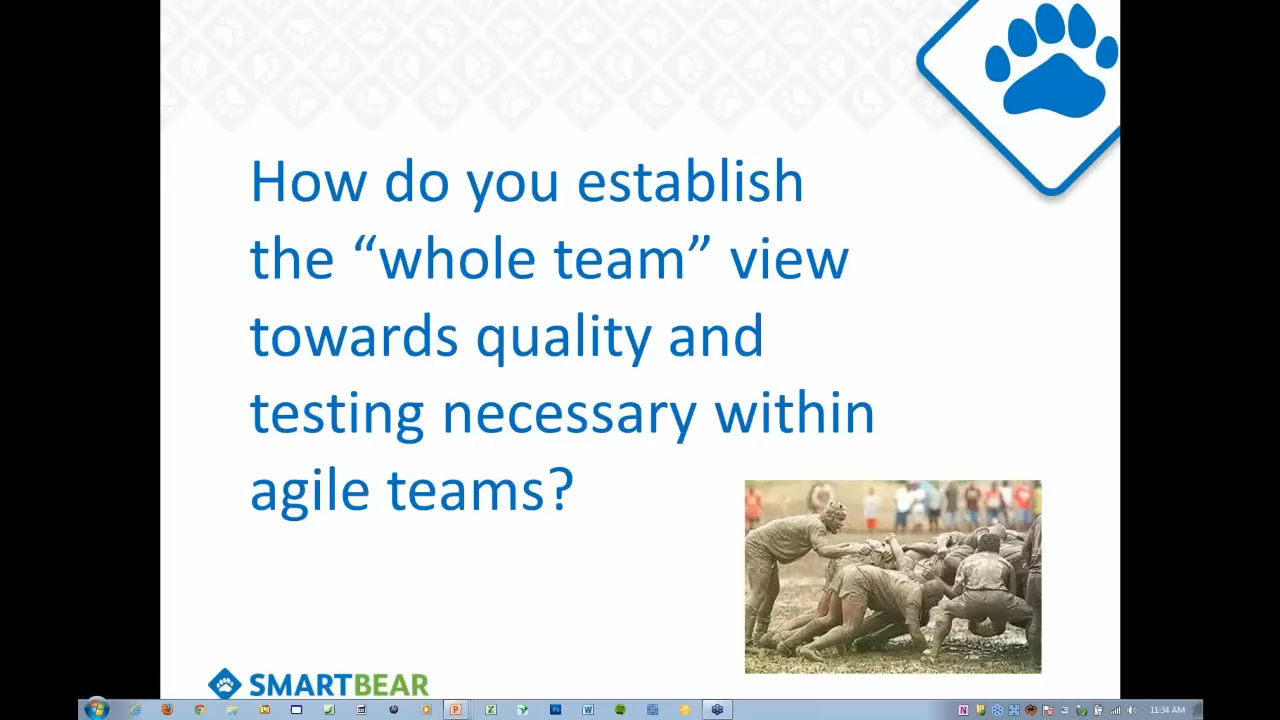 How do you establish
the “whole team” view
towards quality and
testing necessary within
agile teams?
SMARTBEAR
11:34 AM